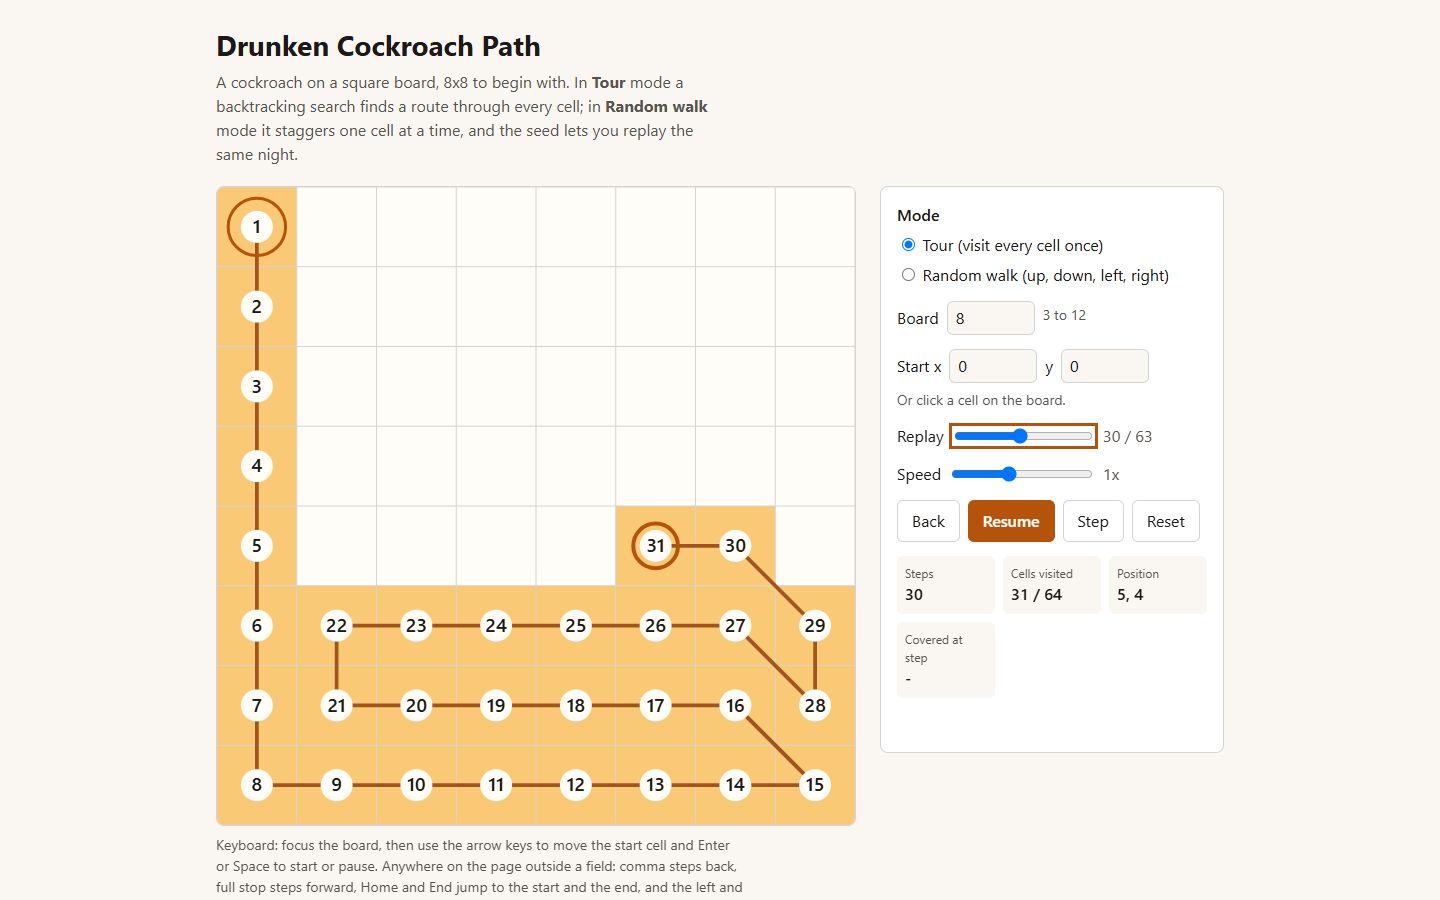 Drunken Cockroach Path
A cockroach on a square board, 8x8 to begin with. In Tour mode a
backtracking search finds a route through every cell; in Random walk
mode it staggers one cell at a time, and the seed lets you replay the
same night.
1
2
3
4
5 31 30
6 22 23 24 25 26 27 29
7 21 20 19 18 17 16 28
8 9 10 11 12 13 14 15
Keyboard: focus the board, then use the arrow keys to move the start cell and Enter
or Space to start or pause. Anywhere on the page outside a field: comma steps back,
full stop steps forward, Home and End jump to the start and the end, and the left and
Mode
Tour (visit every cell once)
Random walk (up, down, left, right)
Board 8 3 to 12
Start x 0 y 0
Or click a cell on the board.
Replay 30 / 63
Speed 1x
Back Resume Step Reset
Steps Cells visited Position
30 31 / 64 5, 4
Covered at
step
-